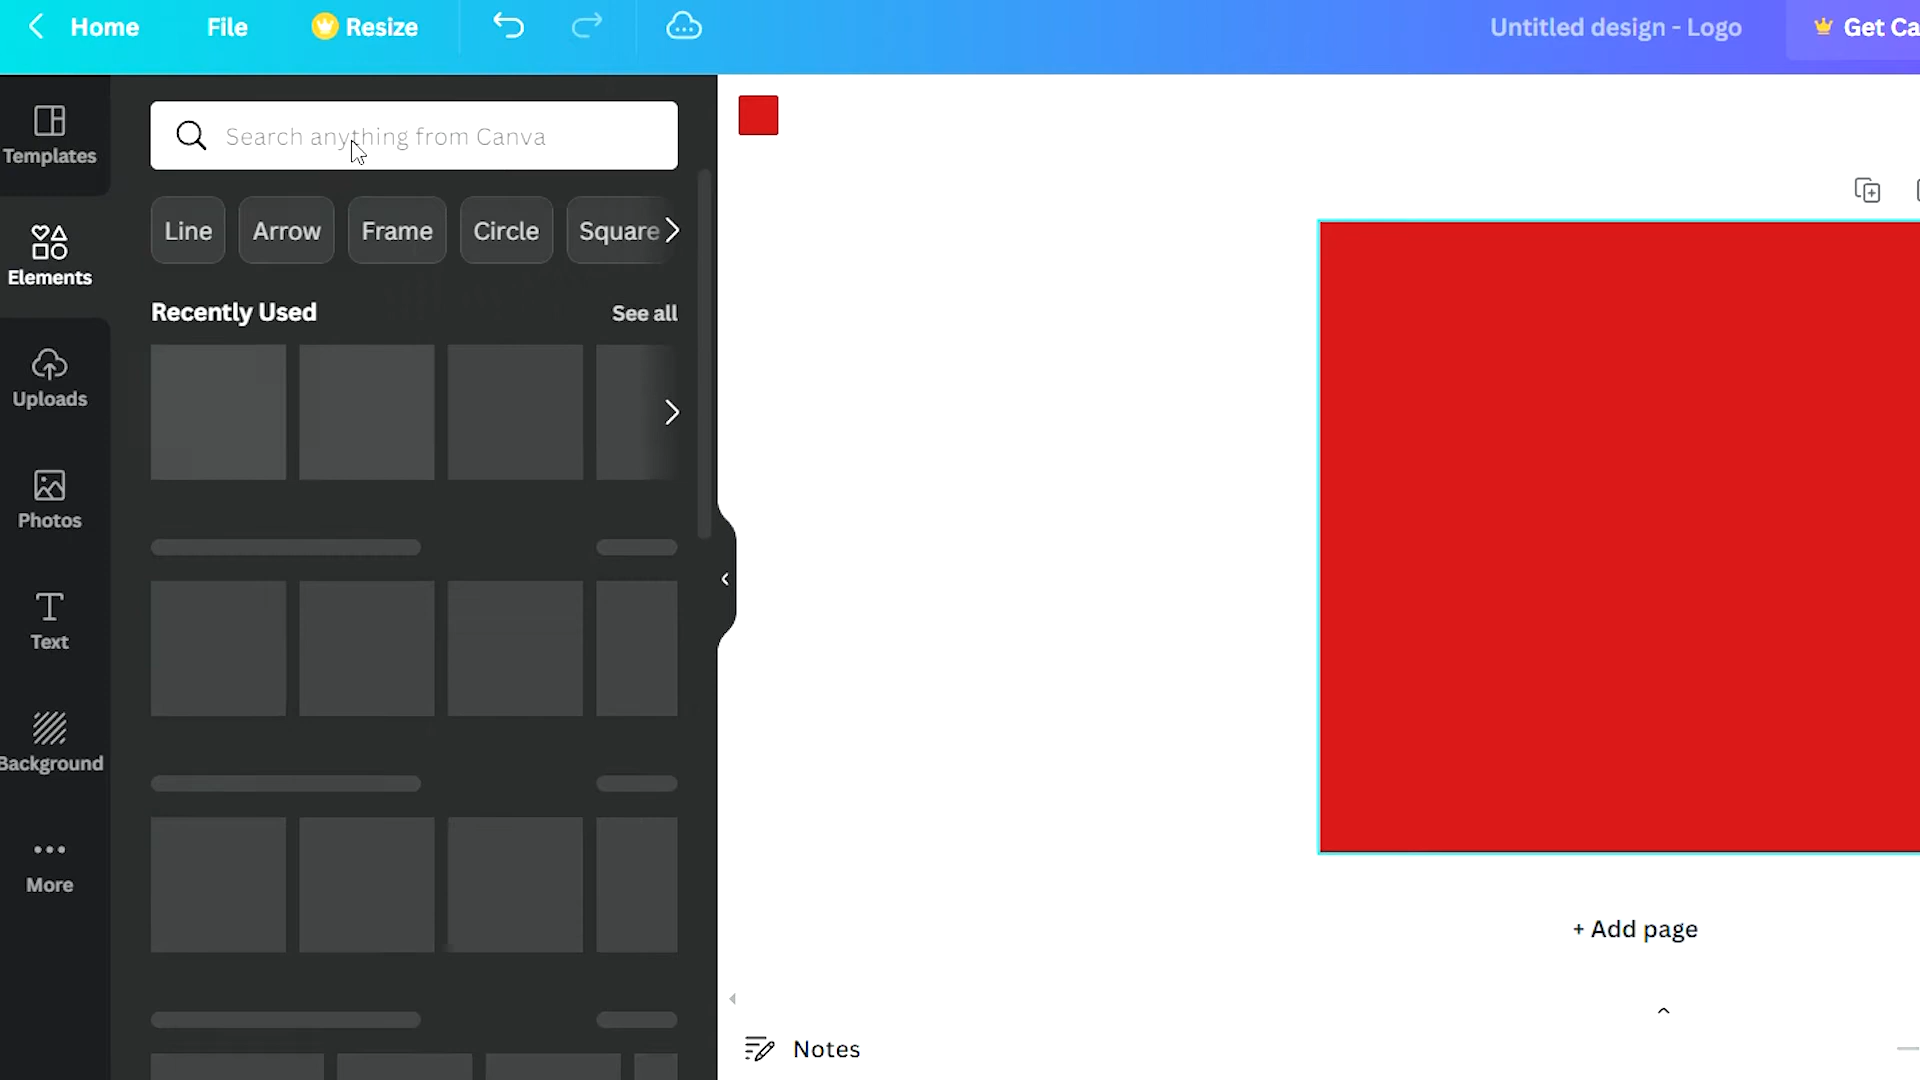 Home File Resize Untitled design - Logo Get Ca
Templates
Elements
Uploads
Photos
Text
Background
More
Search anything from Canva
Line Arrow Frame Circle Square
Recently Used See all
+ Add page
Notes